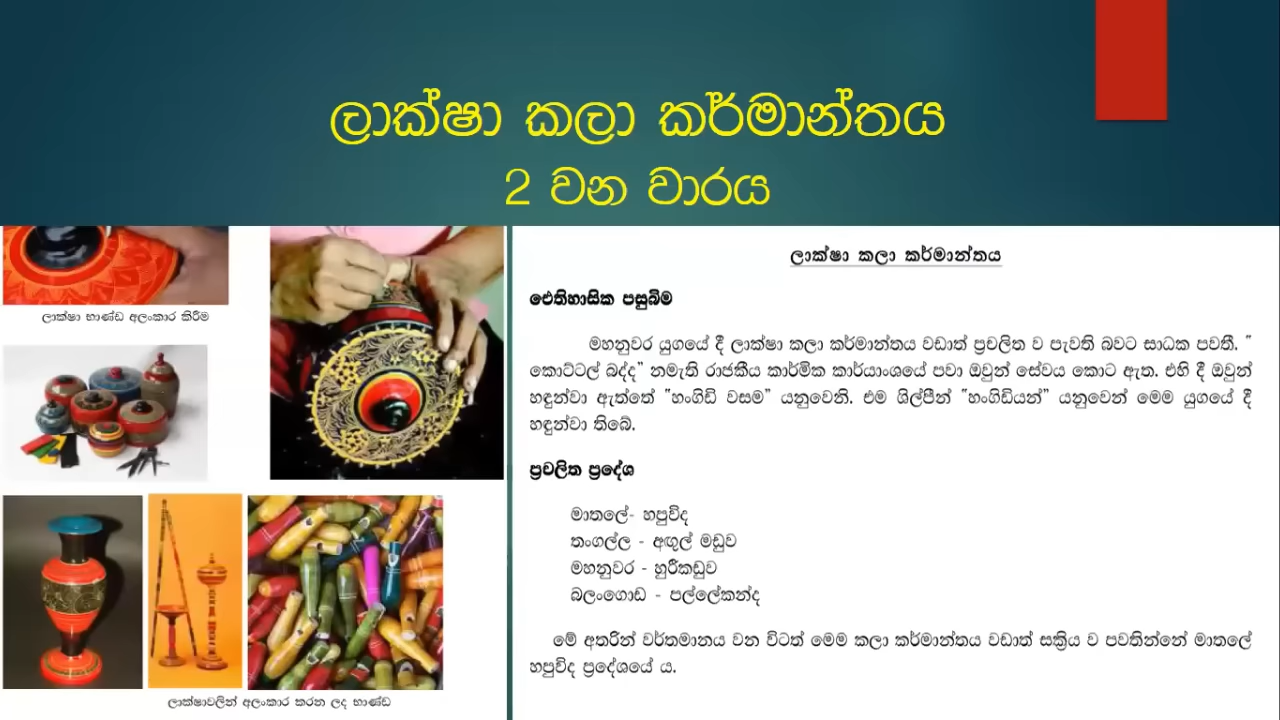 ලාක්ෂා කලා කර්මාන්තය
2 වන වාරය
ලාක්ෂා භාණ්ඩ අලංකාර කිරීම
ලාක්ෂාවලින් අලංකාර කරන ලද භාණ්ඩ
ලාක්ෂා කලා කර්මාන්තය
ඓතිහාසික පසුබිම
මහනුවර යුගයේ දී ලාක්ෂා කලා කර්මාන්තය වඩාත් ප්‍රචලිත ව පැවති බවට සාධක පවතී. "
කොට්ටල් බද්ද" නමැති රාජකීය කාර්මික කාර්යාංශයේ පවා ඔවුන් සේවය කොට ඇත. එහි දී ඔවුන්
හඳුන්වා ඇත්තේ "හංගිඩි වසම" යනුවෙනි. එම ශිල්පීන් "හංගිඩියන්" යනුවෙන් මෙම යුගයේ දී
හඳුන්වා තිබේ.
ප්‍රචලිත ප්‍රදේශ
මාතලේ- හපුවිද
තංගල්ල - අඟුල් මඩුව
මහනුවර - හුරීකඩුව
බලංගොඩ - පල්ලේකන්ද
මේ අතරින් වර්තමානය වන විටත් මෙම කලා කර්මාන්තය වඩාත් සක්‍රිය ව පවතින්නේ මාතලේ
හපුවිද ප්‍රදේශයේ ය.